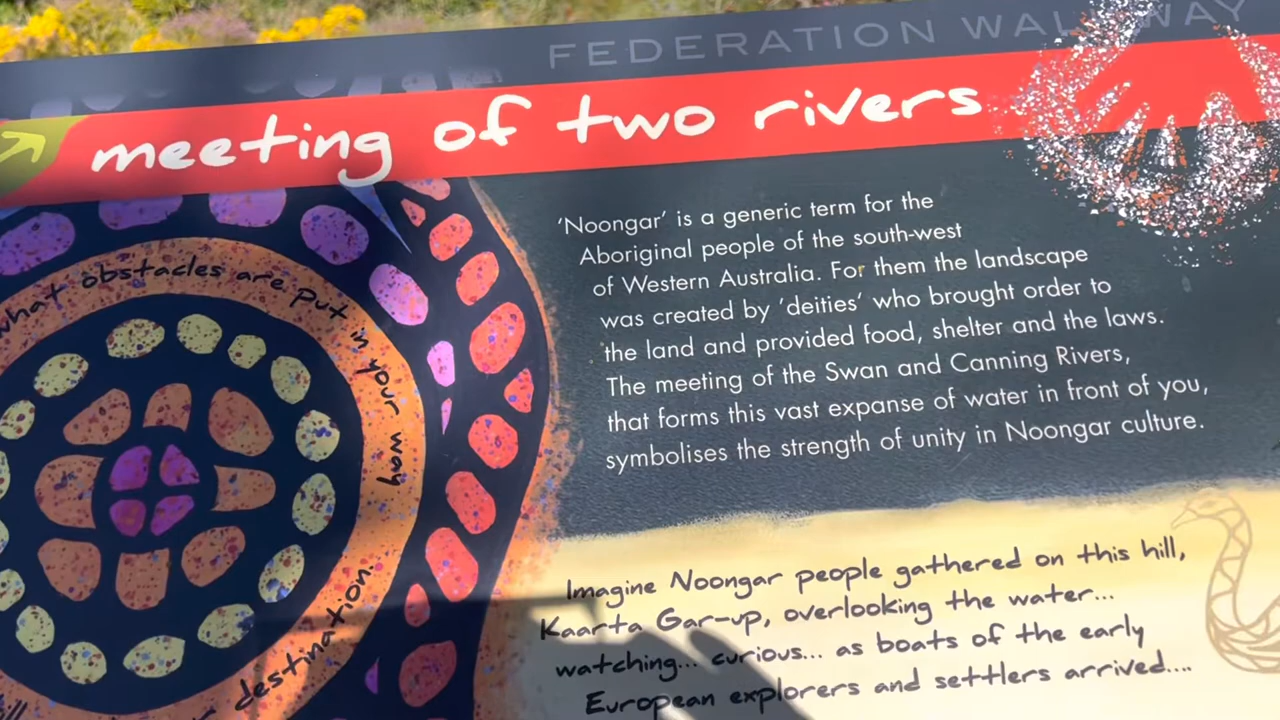 FEDERATION WALKWAY
meeting of two rivers
'Noongar' is a generic term for the
Aboriginal people of the south-west
of Western Australia. For them the landscape
was created by 'deities' who brought order to
the land and provided food, shelter and the laws.
The meeting of the Swan and Canning Rivers,
that forms this vast expanse of water in front of you,
symbolises the strength of unity in Noongar culture.
what obstacles are put in your way
destination.
Imagine Noongar people gathered on this hill,
Kaarta Gar-up, overlooking the water...
watching... curious... as boats of the early
European explorers and settlers arrived....